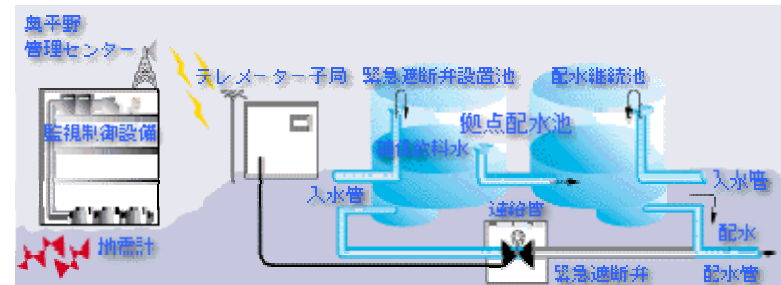 奥平野
管理センター
テレメーター子局
緊急遮断弁設置池
配水継続池
監視制御設備
拠点配水池
飲料水
入水管
入水管
連絡管
地震計
配水
緊急遮断弁
配水管